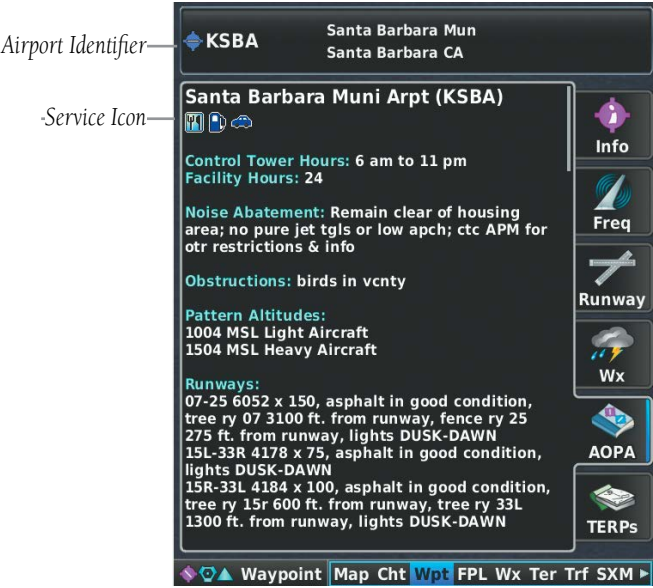 Airport Identifier
KSBA
Santa Barbara Mun
Santa Barbara CA
Service Icon
Santa Barbara Muni Arpt (KSBA)
Control Tower Hours: 6 am to 11 pm
Facility Hours: 24
Noise Abatement: Remain clear of housing
area; no pure jet tgls or low apch; ctc APM for
otr restrictions & info
Obstructions: birds in vcnty
Pattern Altitudes:
1004 MSL Light Aircraft
1504 MSL Heavy Aircraft
Runways:
07-25 6052 x 150, asphalt in good condition,
tree ry 07 3100 ft. from runway, fence ry 25
275 ft. from runway, lights DUSK-DAWN
15L-33R 4178 x 75, asphalt in good condition,
lights DUSK-DAWN
15R-33L 4184 x 100, asphalt in good condition,
tree ry 15r 600 ft. from runway, tree ry 33L
1300 ft. from runway, lights DUSK-DAWN
Info
Freq
Runway
Wx
AOPA
TERPs
Waypoint
Map Cht Wpt FPL Wx Ter Trf SXM